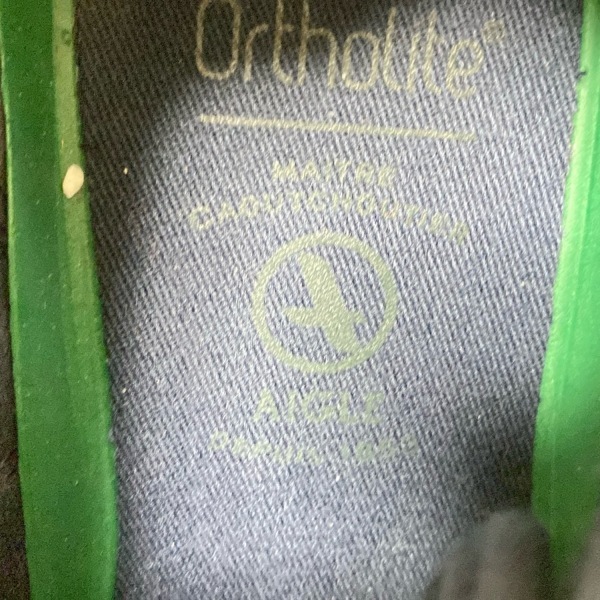 Ortholite®
MAITRE
CAOUTCHOUTIER
AIGLE
DEPUIS 1853